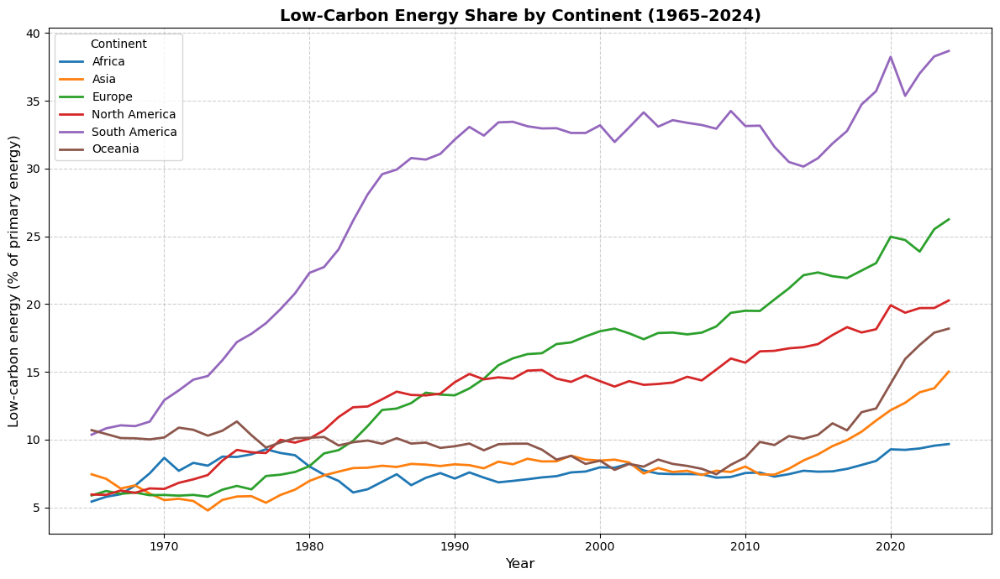 Low-Carbon Energy Share by Continent (1965–2024)
Low-carbon energy (% of primary energy)
40
35
30
25
20
15
10
5
Continent
Africa
Asia
Europe
North America
South America
Oceania
1970 1980 1990 2000 2010 2020
Year